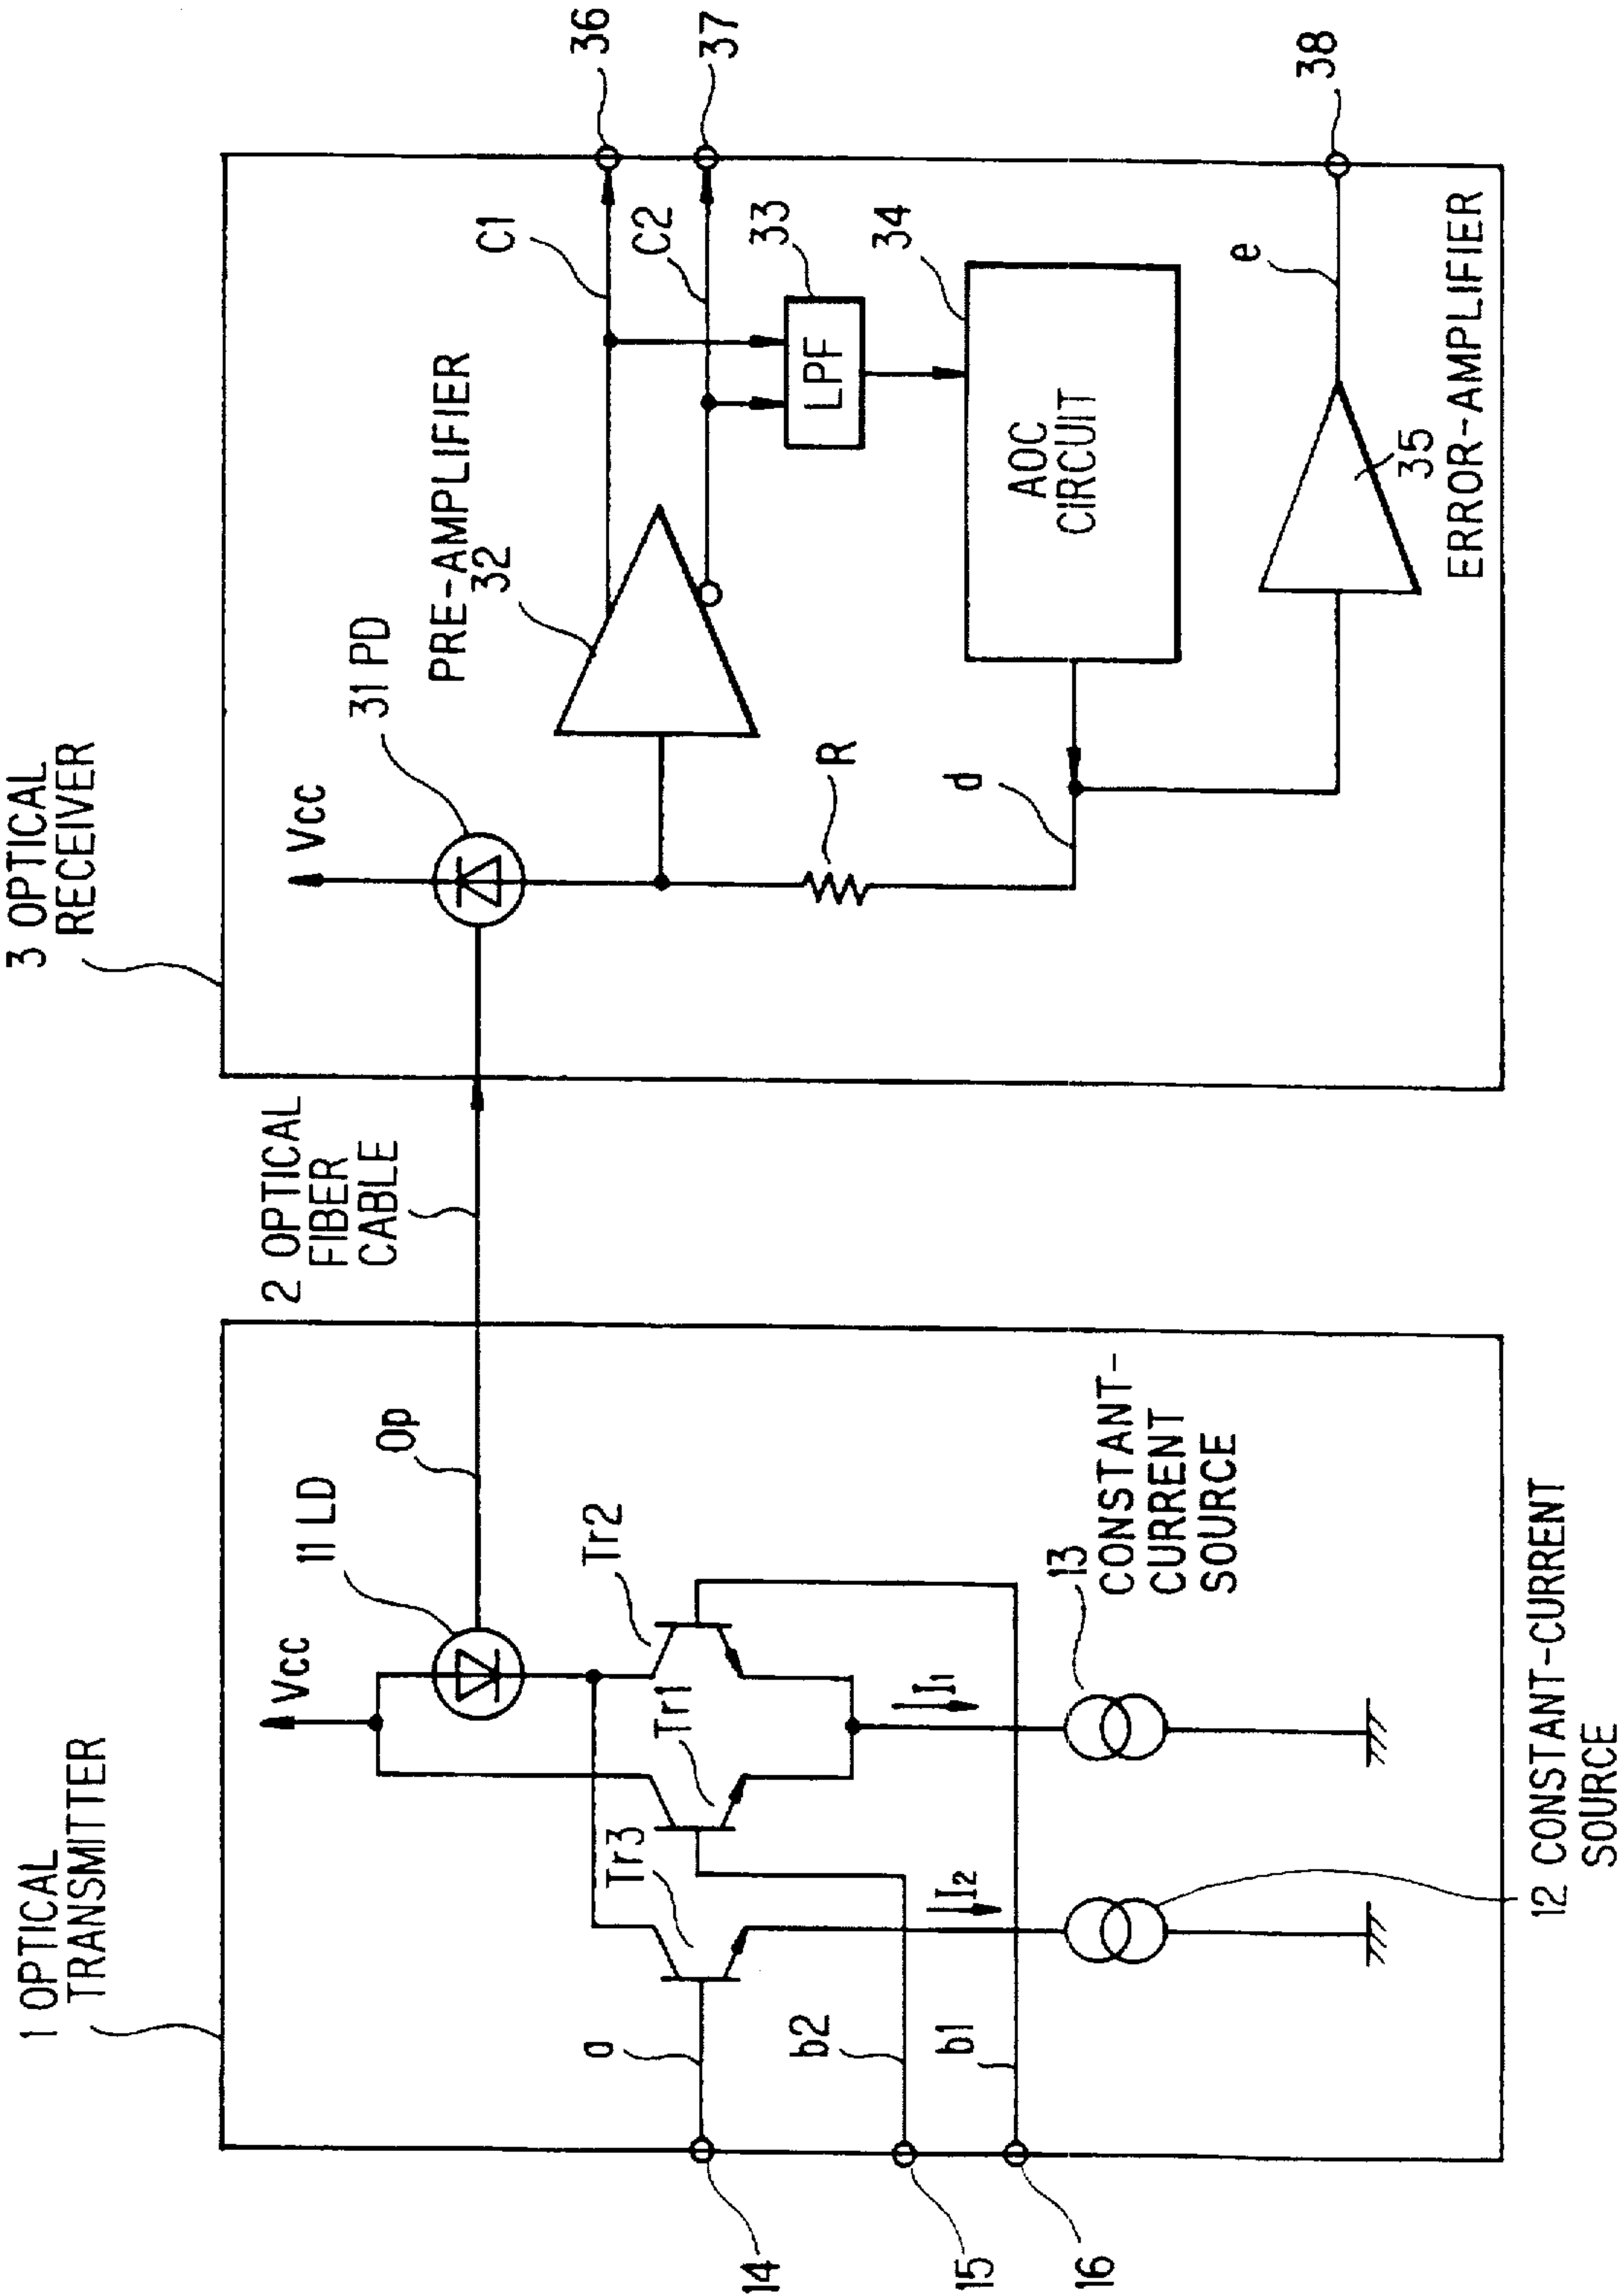 1 OPTICAL
TRANSMITTER
Vcc
11 LD
Op
Tr2
Tr1
Tr3
I1
I2
13
CONSTANT-
CURRENT
SOURCE
12 CONSTANT-CURRENT
SOURCE
a
b2
b1
14
15
16
2 OPTICAL
FIBER
CABLE
3 OPTICAL
RECEIVER
Vcc
31 PD
PRE-AMPLIFIER
32
C1
C2
36
37
33
LPF
34
AOC
CIRCUIT
R
d
e
38
35
ERROR-AMPLIFIER